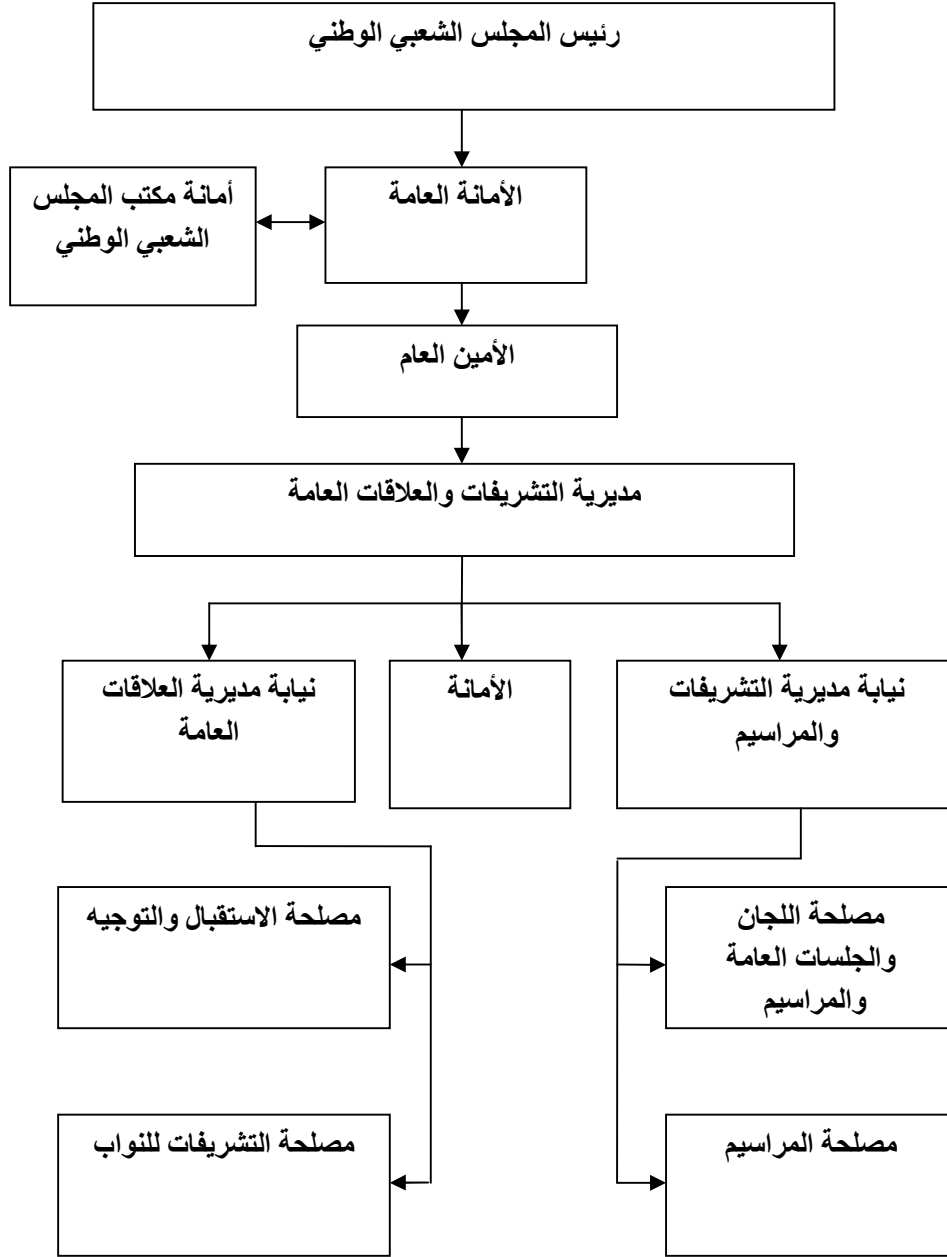 رئيس المجلس الشعبي الوطني
الأمانة العامة
أمانة مكتب المجلس
الشعبي الوطني
الأمين العام
مديرية التشريفات والعلاقات العامة
نيابة مديرية التشريفات
والمراسيم
الأمانة
نيابة مديرية العلاقات
العامة
مصلحة اللجان
والجلسات العامة
والمراسيم
مصلحة الاستقبال والتوجيه
مصلحة المراسيم
مصلحة التشريفات للنواب